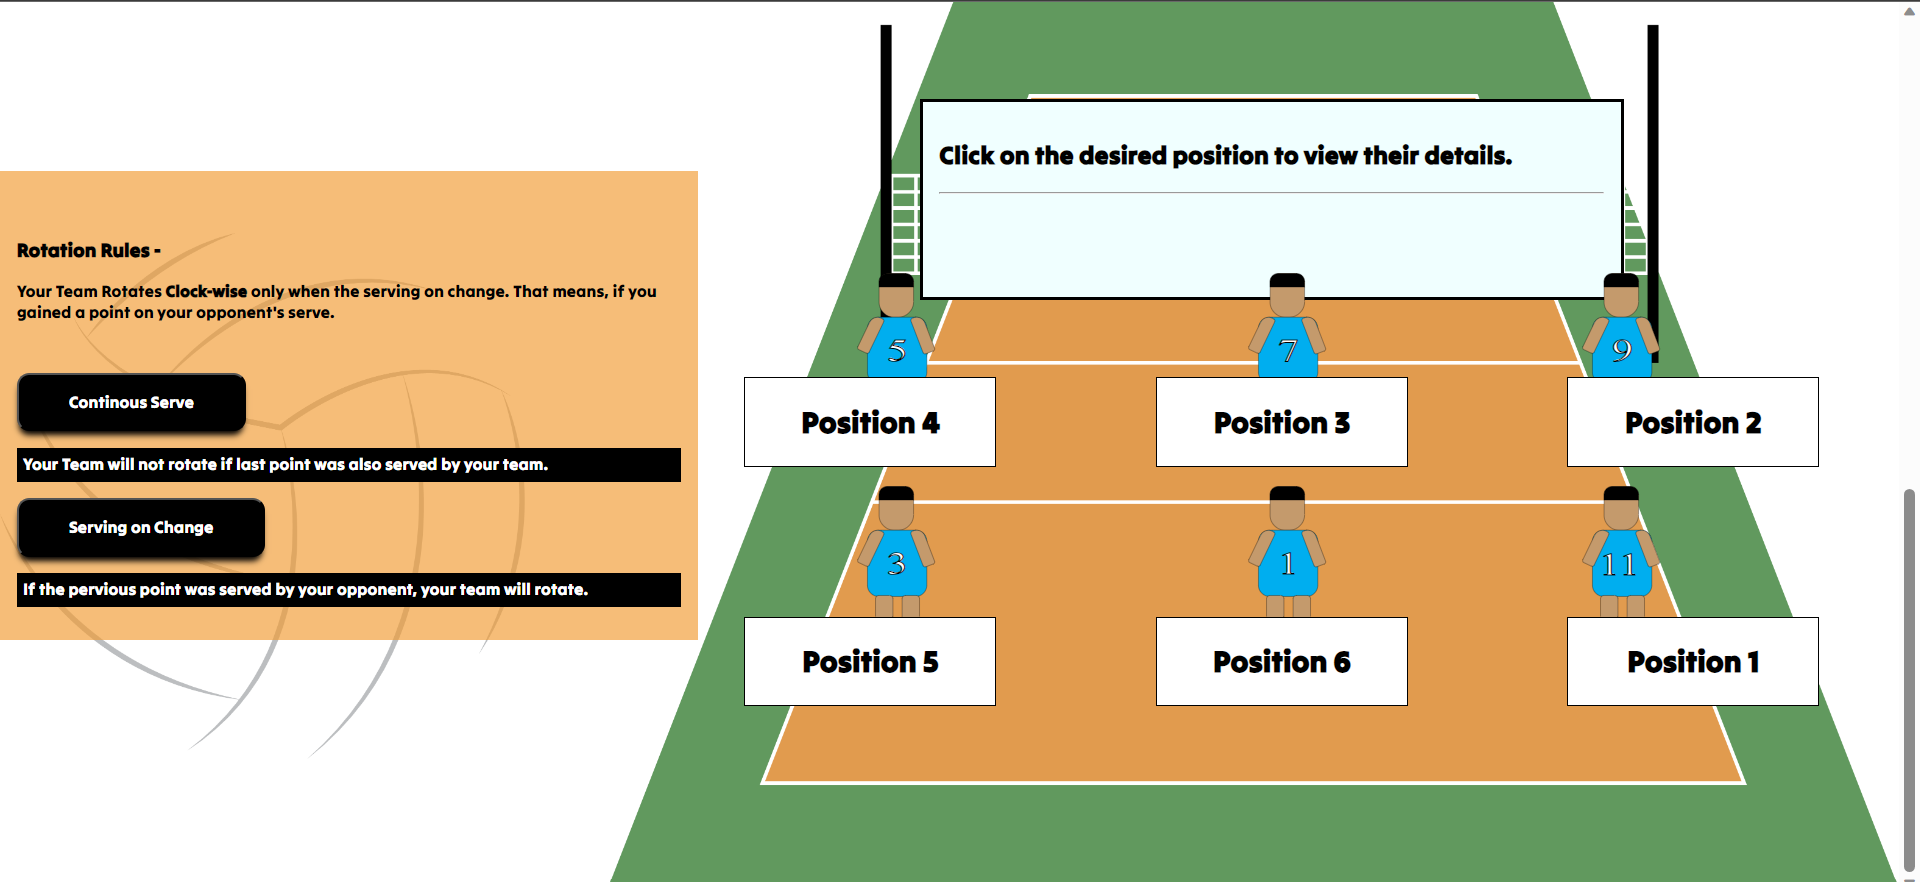 Rotation Rules -
Your Team Rotates Clock-wise only when the serving on change. That means, if you
gained a point on your opponent's serve.
Continous Serve
Your Team will not rotate if last point was also served by your team.
Serving on Change
If the pervious point was served by your opponent, your team will rotate.
Click on the desired position to view their details.
5
7
9
Position 4
Position 3
Position 2
3
1
11
Position 5
Position 6
Position 1